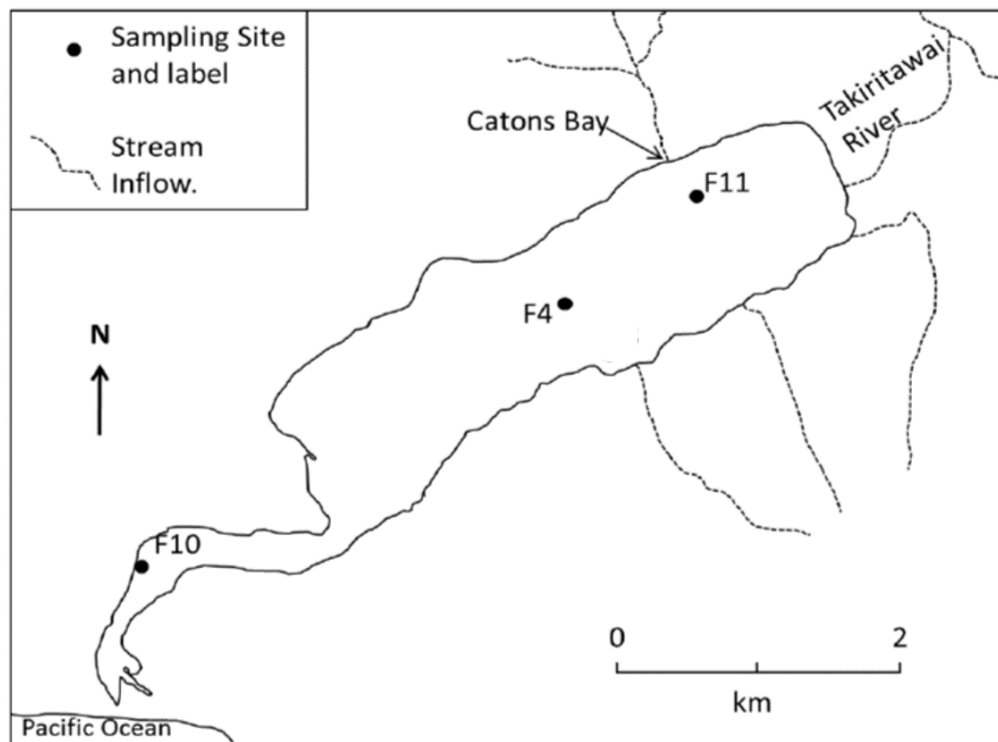 Sampling Site
and label
Stream
Inflow.
Catons Bay
Takiritawai
River
F11
F4
N
F10
0 2
km
Pacific Ocean